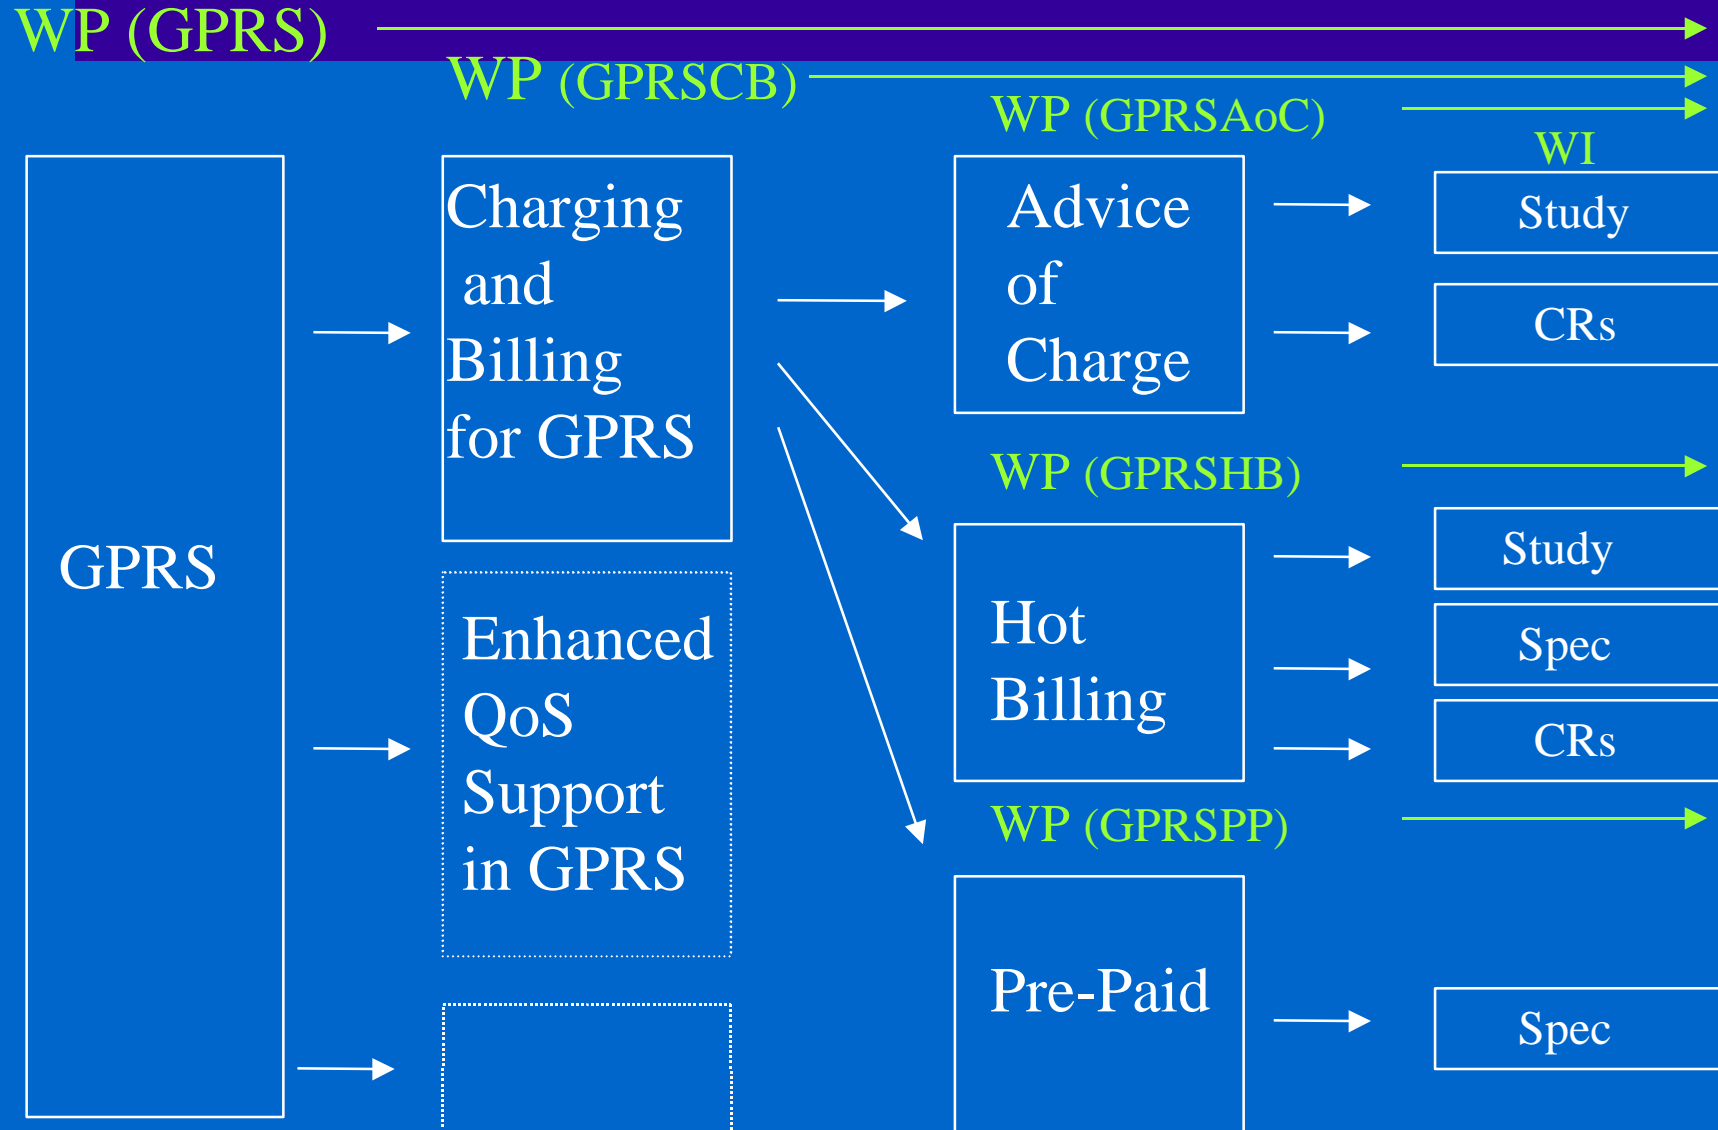 WP (GPRS)
WP (GPRSCB)
WP (GPRSAoC)
WI
GPRS
Charging
and
Billing
for GPRS
Enhanced
QoS
Support
in GPRS
Advice
of
Charge
Study
CRs
WP (GPRSHB)
Hot
Billing
Study
Spec
CRs
WP (GPRSPP)
Pre-Paid
Spec